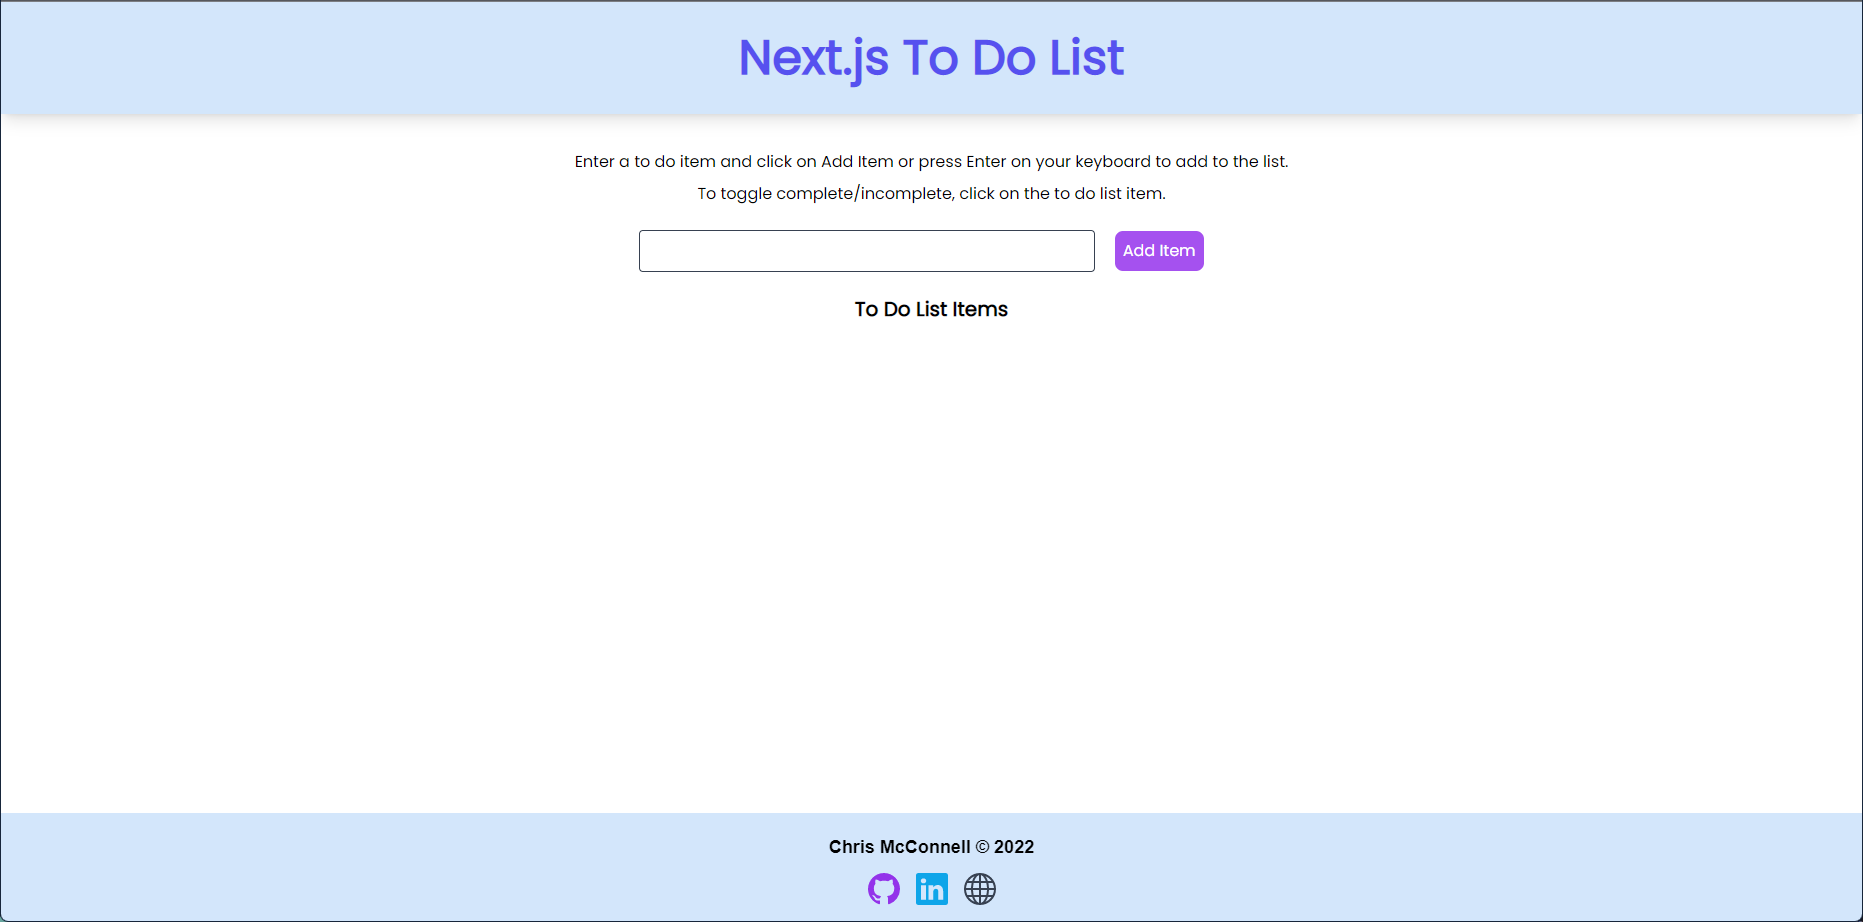 Next.js To Do List
Enter a to do item and click on Add Item or press Enter on your keyboard to add to the list.
To toggle complete/incomplete, click on the to do list item.
Add Item
To Do List Items
Chris McConnell © 2022
in